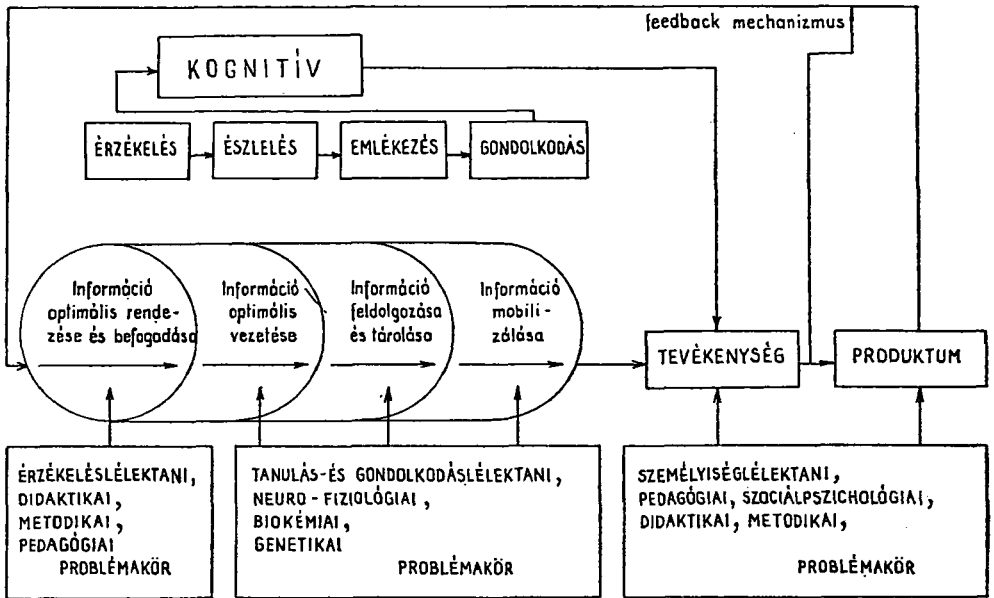 feedback mechanizmus
KOGNITÍV
ÉRZÉKELÉS
ÉSZLELÉS
EMLÉKEZÉS
GONDOLKODÁS
Információ
optimális rende-
zése és befogadása
Információ
optimális
vezetése
Információ
feldolgozása
és tárolása
Információ
mobili-
zálása
TEVÉKENYSÉG
PRODUKTUM
ÉRZÉKELÉSLÉLEKTANI,
DIDAKTIKAI,
METODIKAI,
PEDAGÓGIAI
PROBLÉMAKÖR
TANULÁS-ÉS GONDOLKODÁSLÉLEKTANI,
NEURO-FIZIOLÓGIAI,
BIOKÉMIAI,
GENETIKAI
PROBLÉMAKÖR
SZEMÉLYISÉGLÉLEKTANI,
PEDAGÓGIAI, SZOCIÁLPSZICHOLÓGIAI,
DIDAKTIKAI, METODIKAI,
PROBLÉMAKÖR